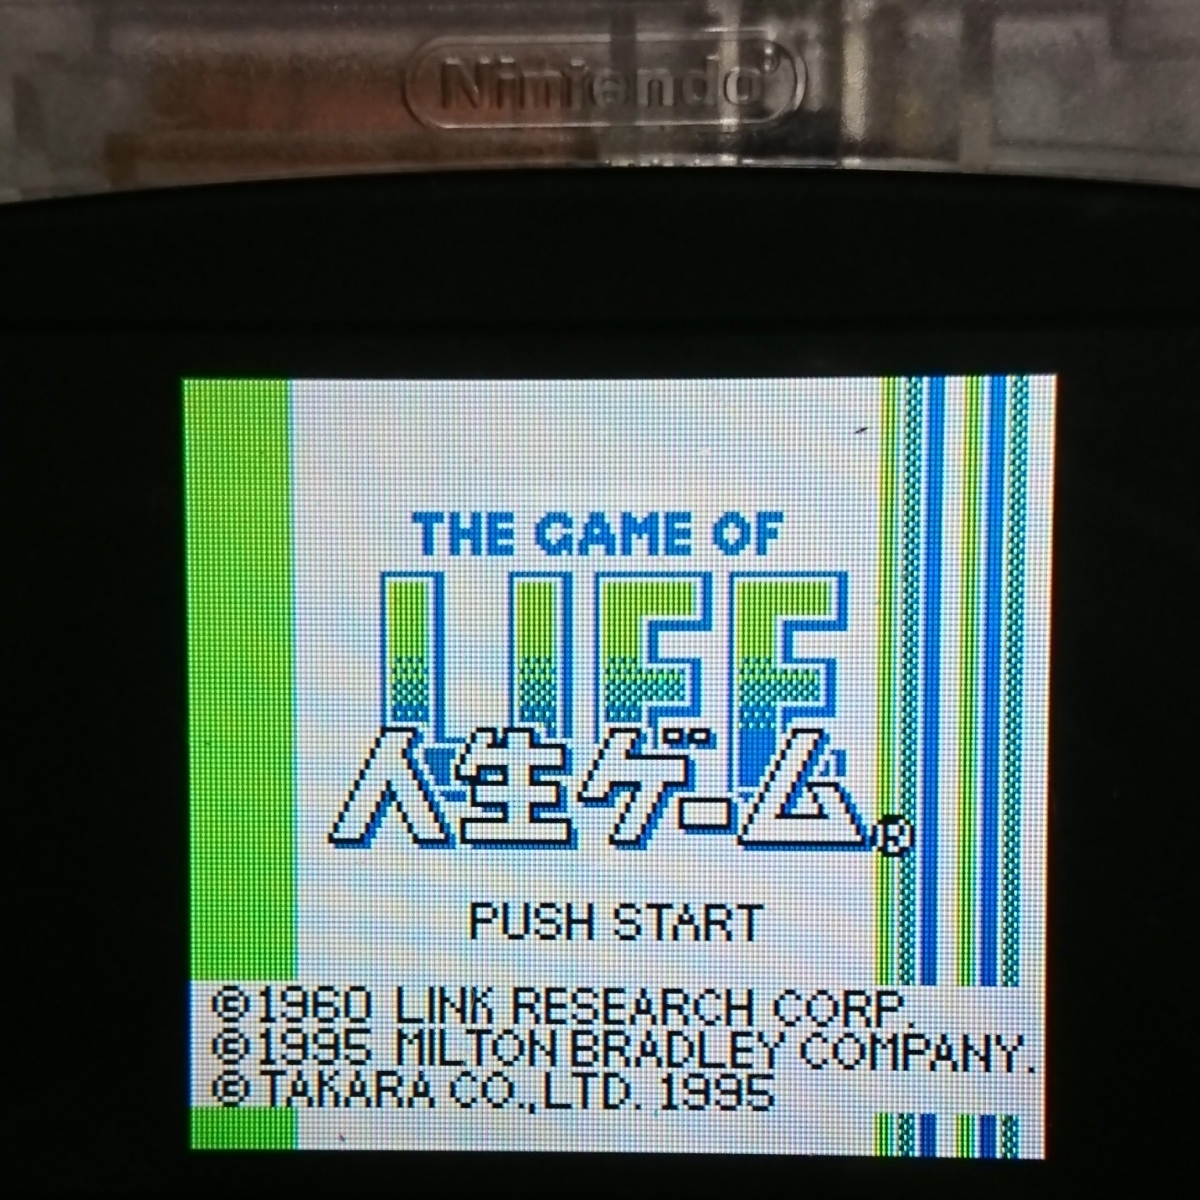 Nintendo®
THE GAME OF
LIFE
人生ゲーム®
PUSH START
©1960 LINK RESEARCH CORP.
©1995 MILTON BRADLEY COMPANY.
©TAKARA CO.,LTD. 1995